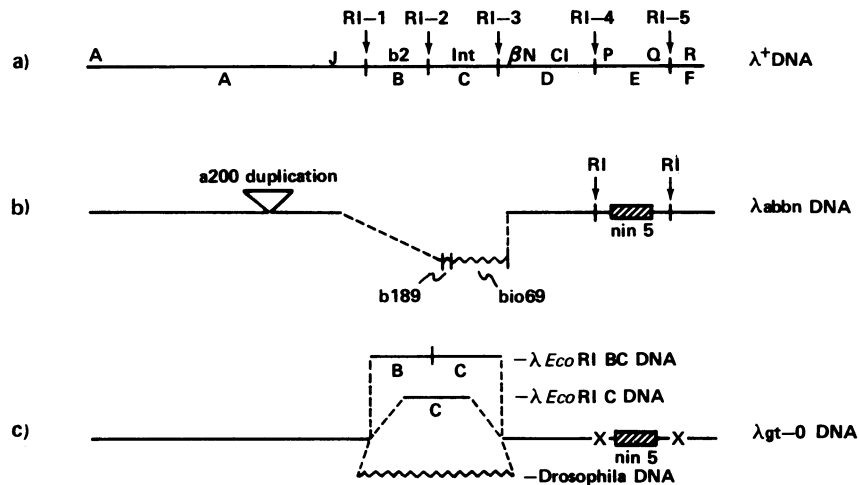 RI-1 RI-2 RI-3 RI-4 RI-5
a) A J b2 Int βN CI P Q R λ⁺DNA
A B C D E F
a200 duplication RI RI
b) λabbn DNA
nin 5
b189 bio69
-λ EcoRI BC DNA
B C
-λ EcoRI C DNA
C
c) X X λgt-0 DNA
nin 5
-Drosophila DNA